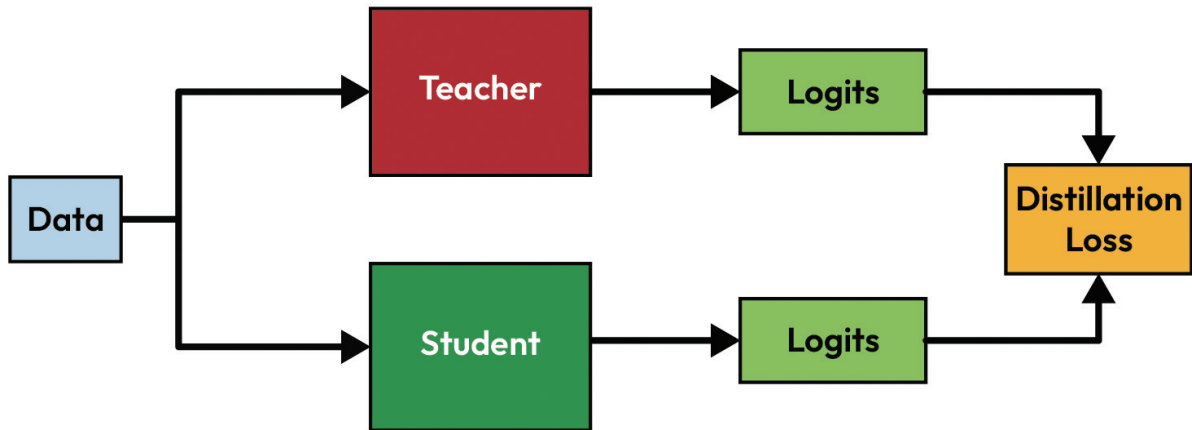 Data
Teacher
Logits
Student
Logits
Distillation
Loss